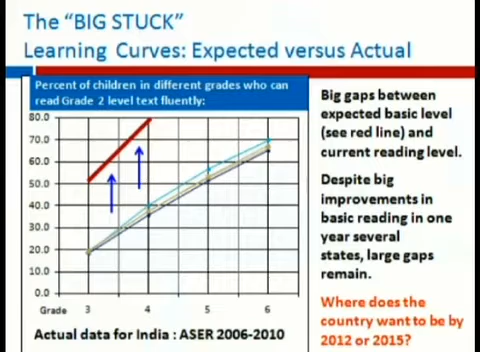 The “BIG STUCK”
Learning Curves: Expected versus Actual
Percent of children in different grades who can
read Grade 2 level text fluently:
80.0
70.0
60.0
50.0
40.0
30.0
20.0
10.0
0.0
Grade 3 4 5 6
Actual data for India : ASER 2006-2010
Big gaps between
expected basic level
(see red line) and
current reading level.
Despite big
improvements in
basic reading in one
year several
states, large gaps
remain.
Where does the
country want to be by
2012 or 2015?